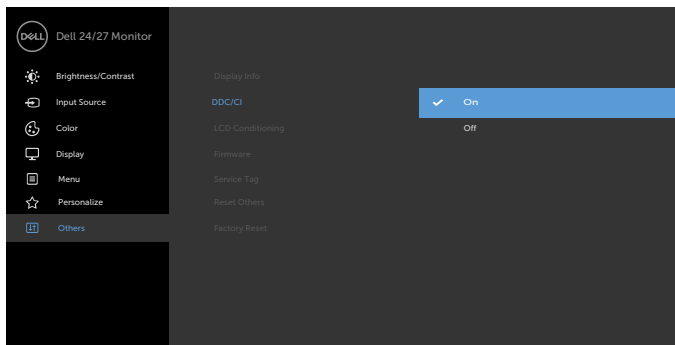 DELL Dell 24/27 Monitor
Brightness/Contrast Display Info
Input Source DDC/CI On
Color LCD Conditioning Off
Display Firmware
Menu Service Tag
Personalize Reset Others
Others Factory Reset